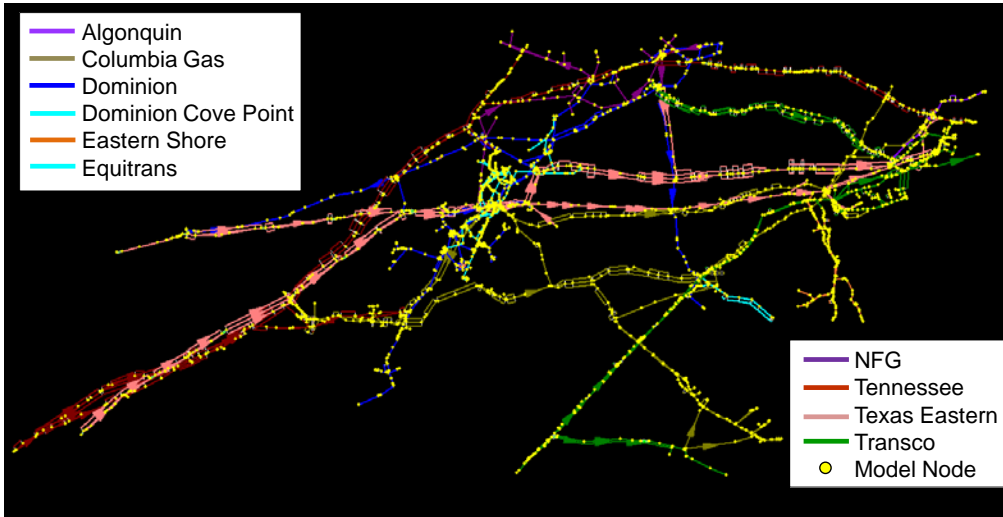 Algonquin
Columbia Gas
Dominion
Dominion Cove Point
Eastern Shore
Equitrans
NFG
Tennessee
Texas Eastern
Transco
Model Node